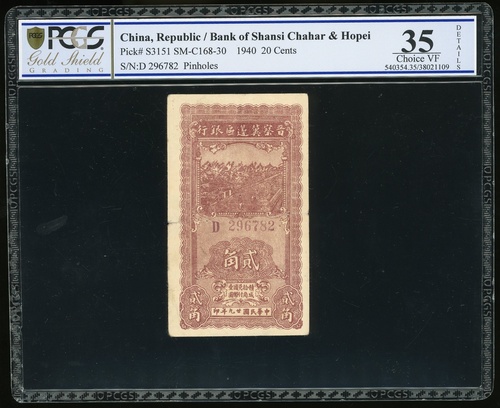 PCGS
Gold Shield
GRADING
China, Republic / Bank of Shansi Chahar & Hopei
Pick# S3151 SM-C168-30 1940 20 Cents
S/N:D 296782 Pinholes
35
Choice VF
540354.35/38021109
DETAILS
行銀區邊冀察晉
D 296782
貳角
貳角
貳角
印年九廿國民華中